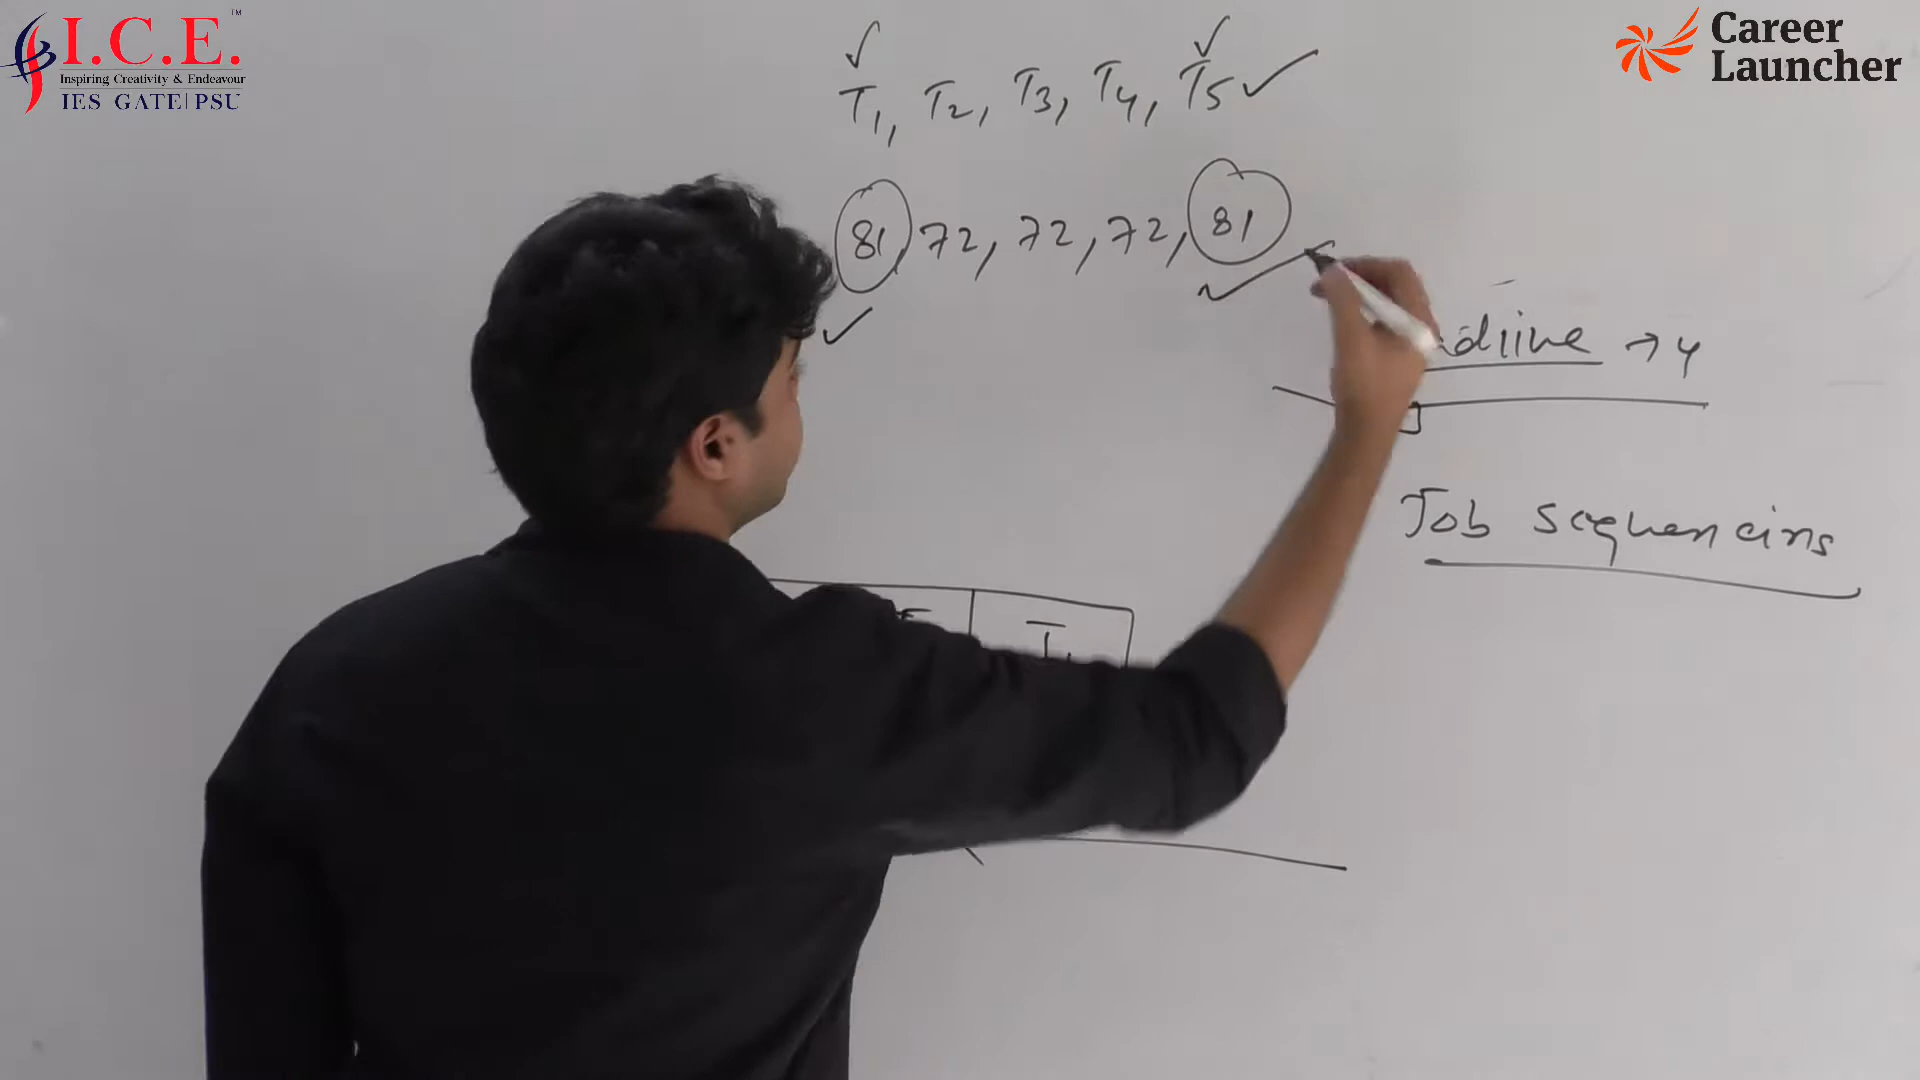 I.C.E.™
Inspiring Creativity & Endeavour
IES GATE|PSU
Career
Launcher
T1, T2, T3, T4, T5
81, 72, 72, 72, 81
→ 4
Job sequencing
T